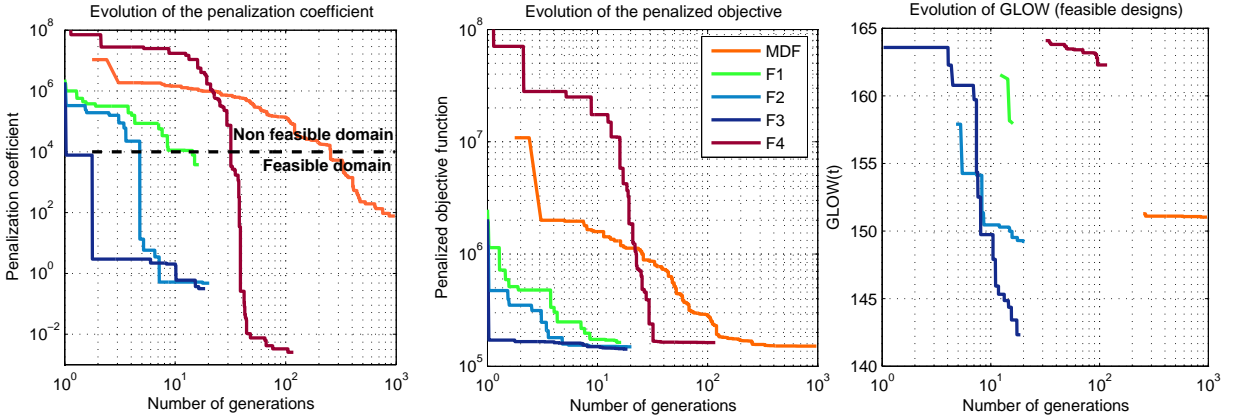 Evolution of the penalization coefficient
Penalization coefficient
10^8
10^6
10^4
10^2
10^0
10^-2
Non feasible domain
Feasible domain
10^0 10^1 10^2 10^3
Number of generations
Evolution of the penalized objective
Penalized objective function
10^8
10^7
10^6
10^5
MDF
F1
F2
F3
F4
10^0 10^1 10^2 10^3
Number of generations
Evolution of GLOW (feasible designs)
GLOW(t)
165
160
155
150
145
140
10^0 10^1 10^2 10^3
Number of generations